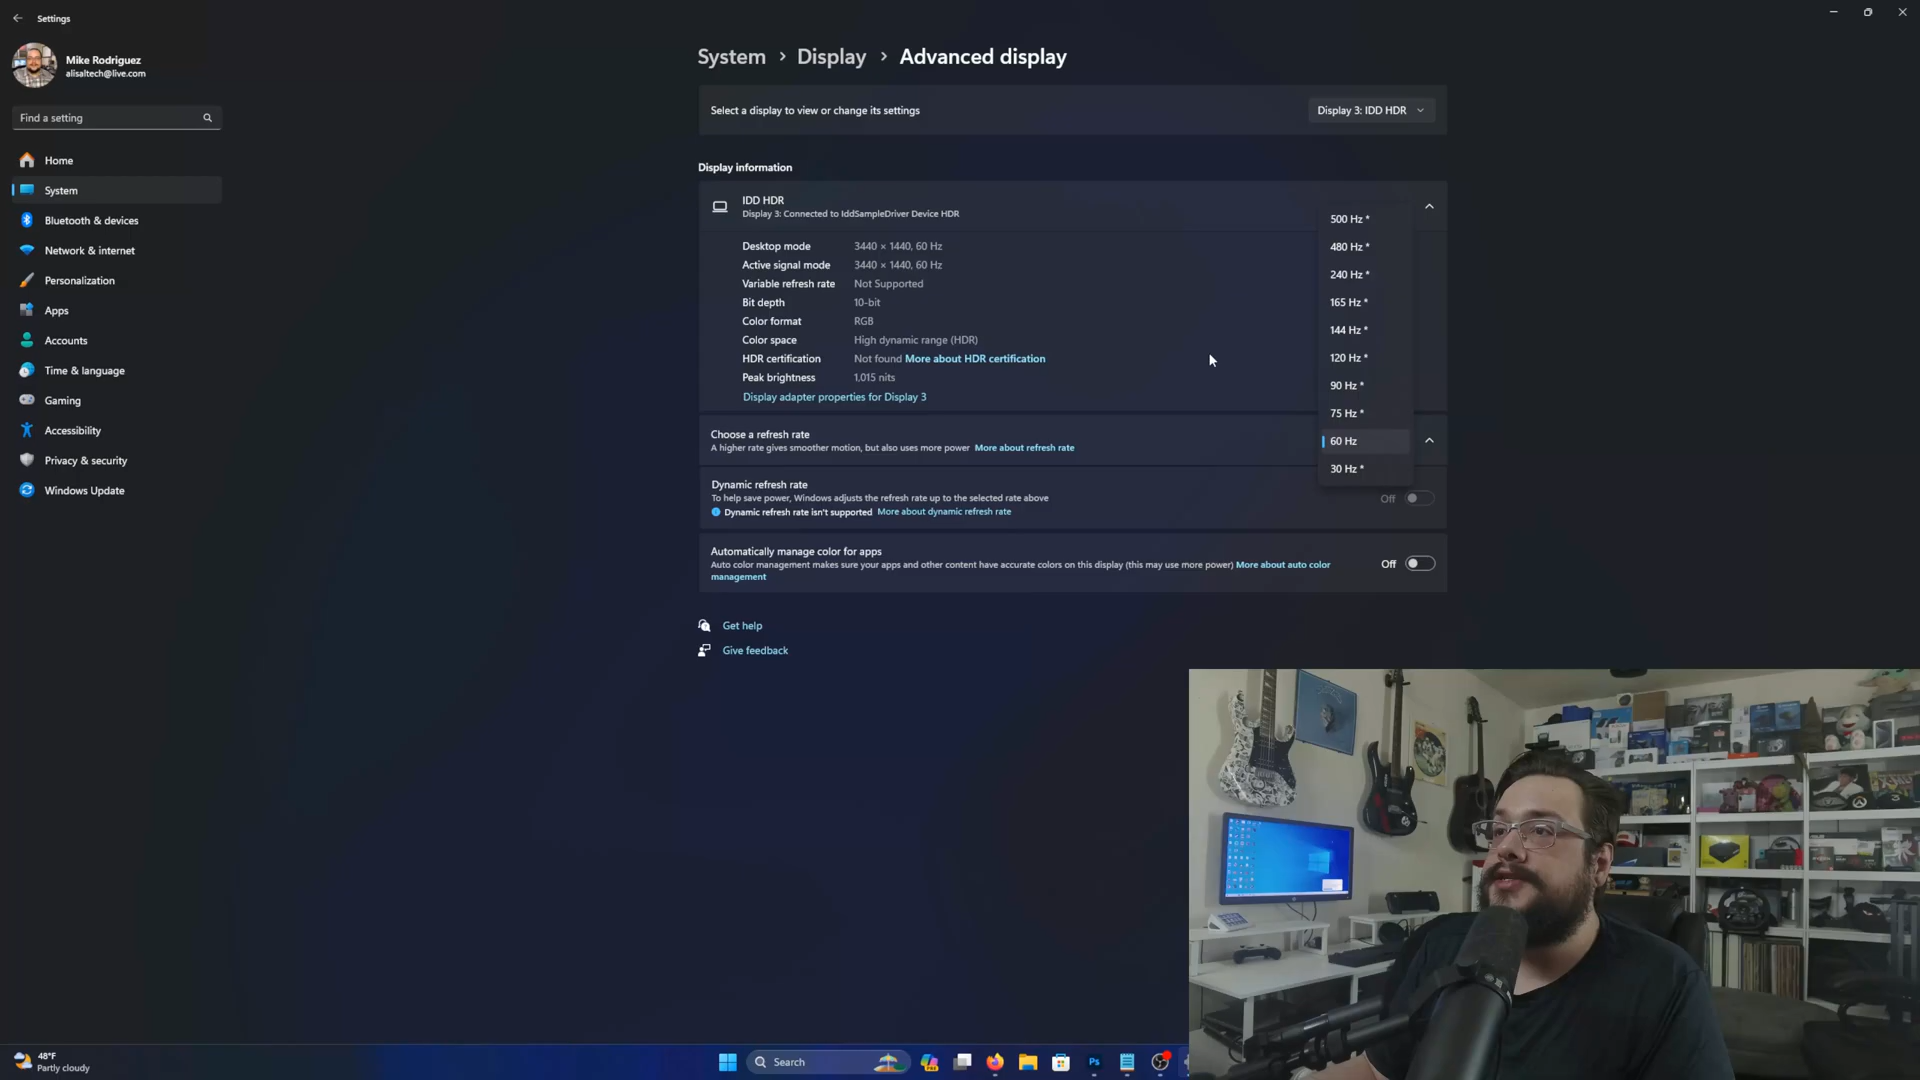 Settings
Mike Rodriguez
alisaltech@live.com
Find a setting
Home
System
Bluetooth & devices
Network & internet
Personalization
Apps
Accounts
Time & language
Gaming
Accessibility
Privacy & security
Windows Update
System > Display > Advanced display
Select a display to view or change its settings
Display 3: IDD HDR
Display information
IDD HDR
Display 3: Connected to IddSampleDriver Device HDR
Desktop mode 3440 × 1440, 60 Hz
Active signal mode 3440 × 1440, 60 Hz
Variable refresh rate Not Supported
Bit depth 10-bit
Color format RGB
Color space High dynamic range (HDR)
HDR certification Not found More about HDR certification
Peak brightness 1,015 nits
Display adapter properties for Display 3
500 Hz *
480 Hz *
240 Hz *
165 Hz *
144 Hz *
120 Hz *
90 Hz *
75 Hz *
60 Hz
30 Hz *
Choose a refresh rate
A higher rate gives smoother motion, but also uses more power More about refresh rate
Dynamic refresh rate
To help save power, Windows adjusts the refresh rate up to the selected rate above
Dynamic refresh rate isn't supported More about dynamic refresh rate
Off
Automatically manage color for apps
Auto color management makes sure your apps and other content have accurate colors on this display (this may use more power) More about auto color
management
Off
Get help
Give feedback
48°F
Partly cloudy
Search
PRE
Ps